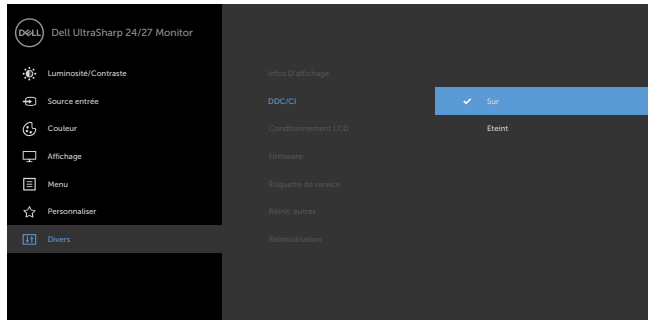 DELL Dell UltraSharp 24/27 Monitor
Luminosité/Contraste
Source entrée
Couleur
Affichage
Menu
Personnaliser
Divers
Infos D'affichage
DDC/CI
Condbonnement LCD
Firmware
Étiquette de service
Réinit. autres
Réinitialisation
Sur
Eteint